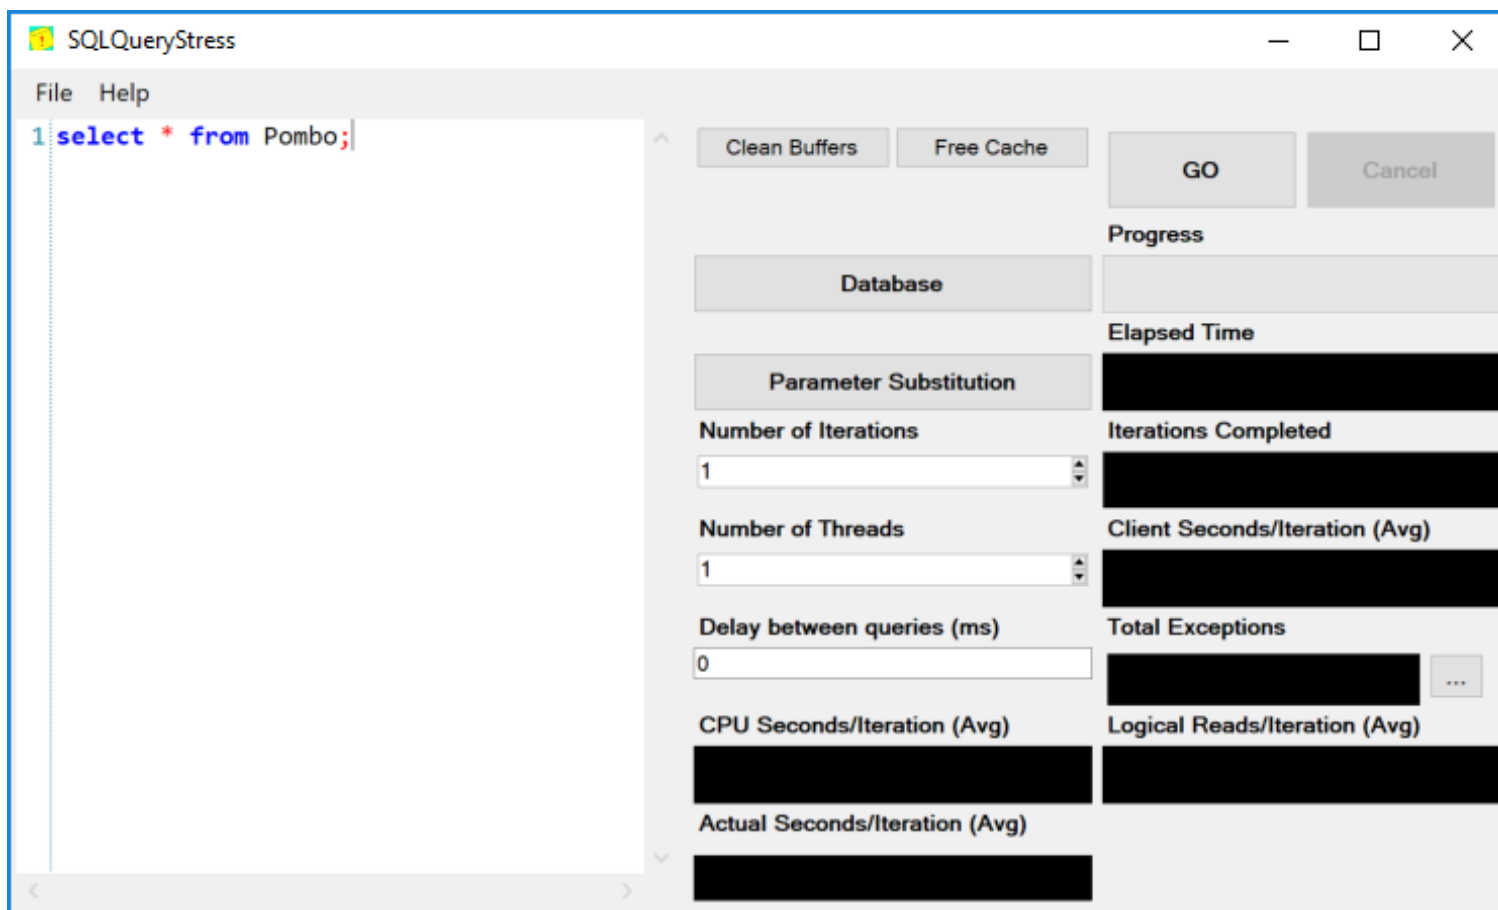 SQLQueryStress
File Help
1 select * from Pombo;
Clean Buffers Free Cache
GO Cancel
Progress
Database
Elapsed Time
Parameter Substitution
Number of Iterations
Iterations Completed
1
Number of Threads
Client Seconds/Iteration (Avg)
1
Delay between queries (ms)
Total Exceptions
0
...
CPU Seconds/Iteration (Avg)
Logical Reads/Iteration (Avg)
Actual Seconds/Iteration (Avg)